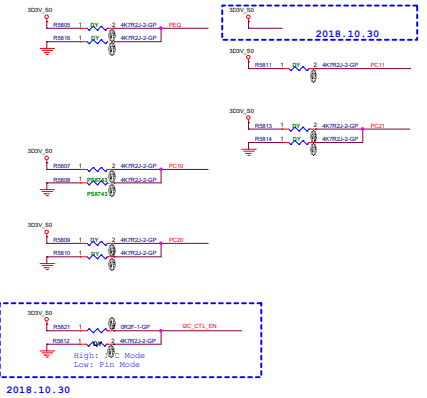 3D3V_S0
R5805 1 DY 2 4K7R2J-2-GP PEQ
R5816 1 DY 2 4K7R2J-2-GP
3D3V_S0
2018.10.30
3D3V_S0
R5811 1 DY 2 4K7R2J-2-GP PC11
3D3V_S0
R5813 1 DY 2 4K7R2J-2-GP PC21
R5814 1 DY 2 4K7R2J-2-GP
3D3V_S0
R5807 1 2 4K7R2J-2-GP PC10
PS8743
R5808 1 2 4K7R2J-2-GP
PS8743
3D3V_S0
R5809 1 DY 2 4K7R2J-2-GP PC20
R5810 1 DY 2 4K7R2J-2-GP
3D3V_S0
R5821 1 2 0R2F-1-GP I2C_CTL_EN
R5812 1 DY 2 4K7R2J-2-GP
High: I2C Mode
Low: Pin Mode
2018.10.30